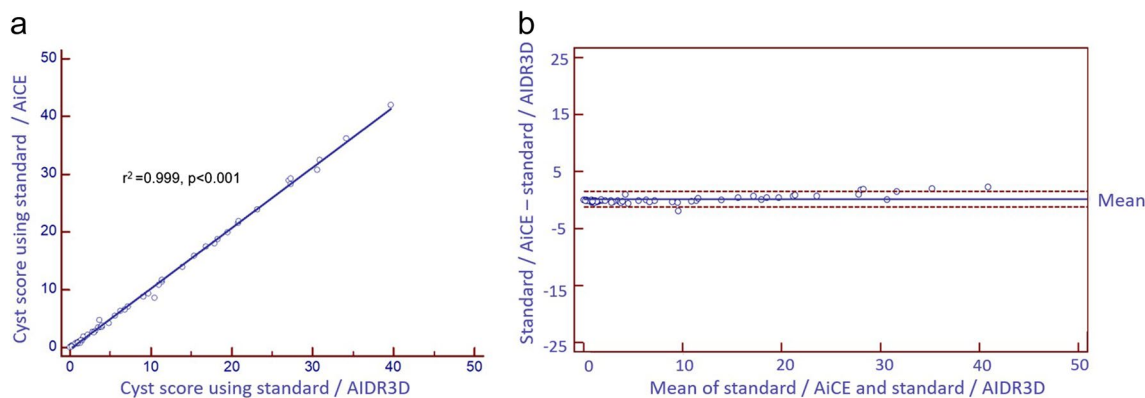 a
50
40
30
20
10
0
Cyst score using standard / AiCE
r2=0.999, p<0.001
0 10 20 30 40 50
Cyst score using standard / AIDR3D
b
25
15
5
-5
-15
-25
Standard / AiCE – standard / AIDR3D
Mean
0 10 20 30 40 50
Mean of standard / AiCE and standard / AIDR3D